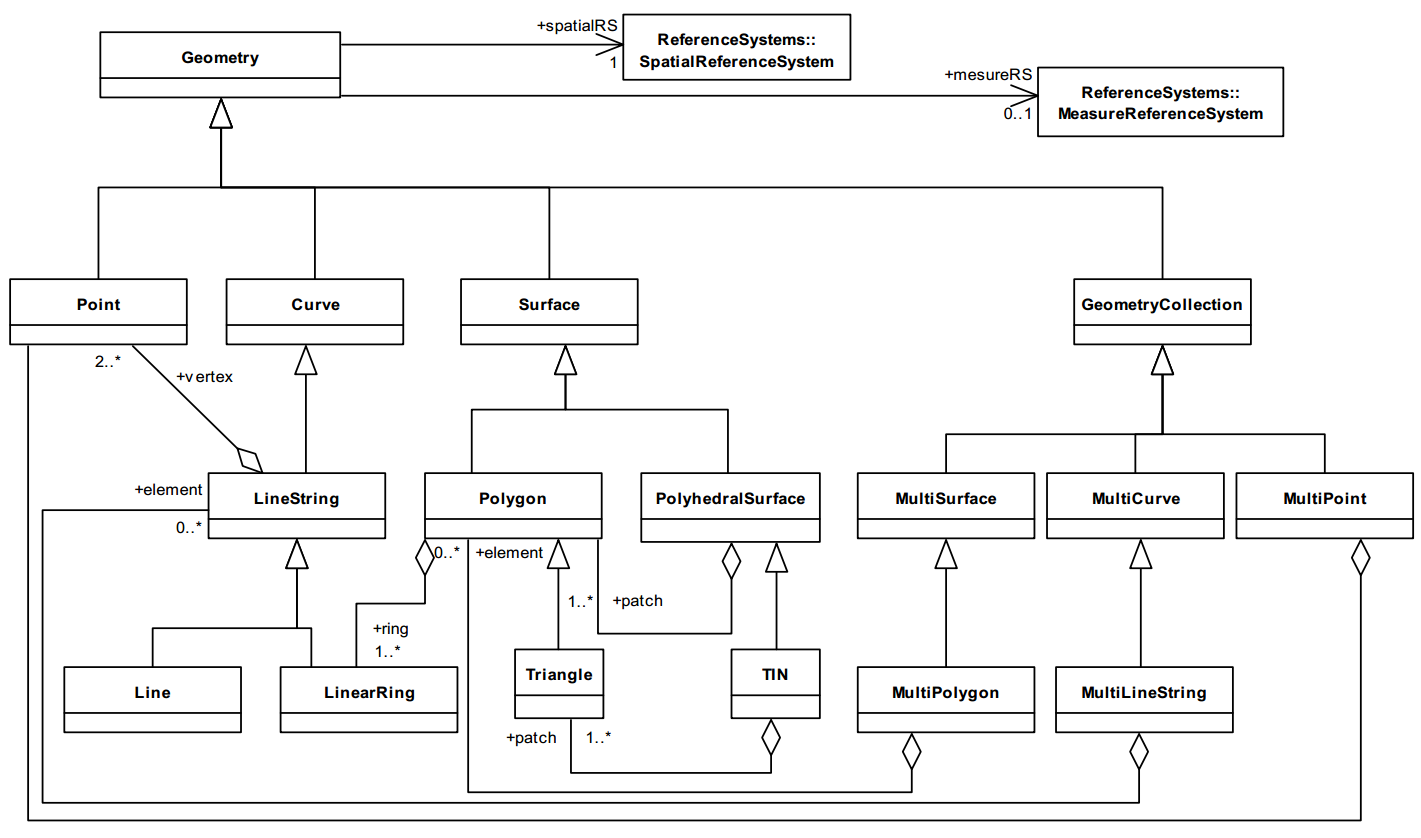 +spatialRS
1
Geometry
ReferenceSystems::
SpatialReferenceSystem
+mesureRS
0..1
ReferenceSystems::
MeasureReferenceSystem
Point
Curve
Surface
GeometryCollection
2..*
+vertex
+element
0..*
LineString
Polygon
PolyhedralSurface
MultiSurface
MultiCurve
MultiPoint
0..*
+element
1..*
+patch
+ring
1..*
Line
LinearRing
Triangle
TIN
MultiPolygon
MultiLineString
+patch
1..*